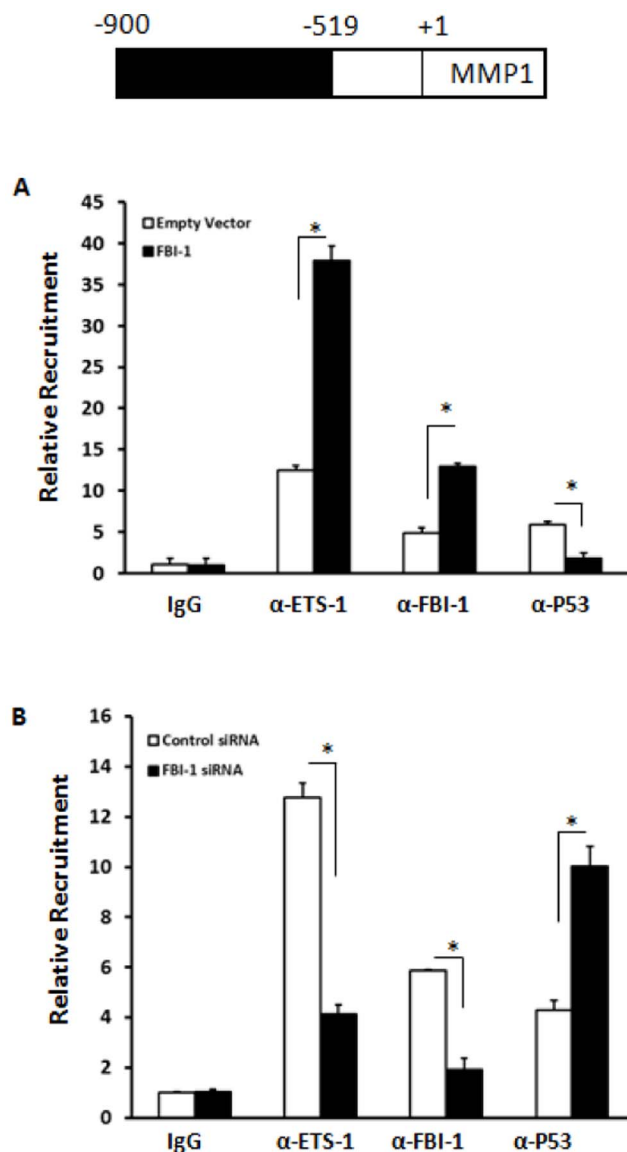 -900 -519 +1
MMP1
A
45
40
35
30
25
20
15
10
5
0
Relative Recruitment
Empty Vector
FBI-1
*
*
*
IgG α-ETS-1 α-FBI-1 α-P53
B
16
14
12
10
8
6
4
2
0
Relative Recruitment
Control siRNA
FBI-1 siRNA
*
*
*
IgG α-ETS-1 α-FBI-1 α-P53